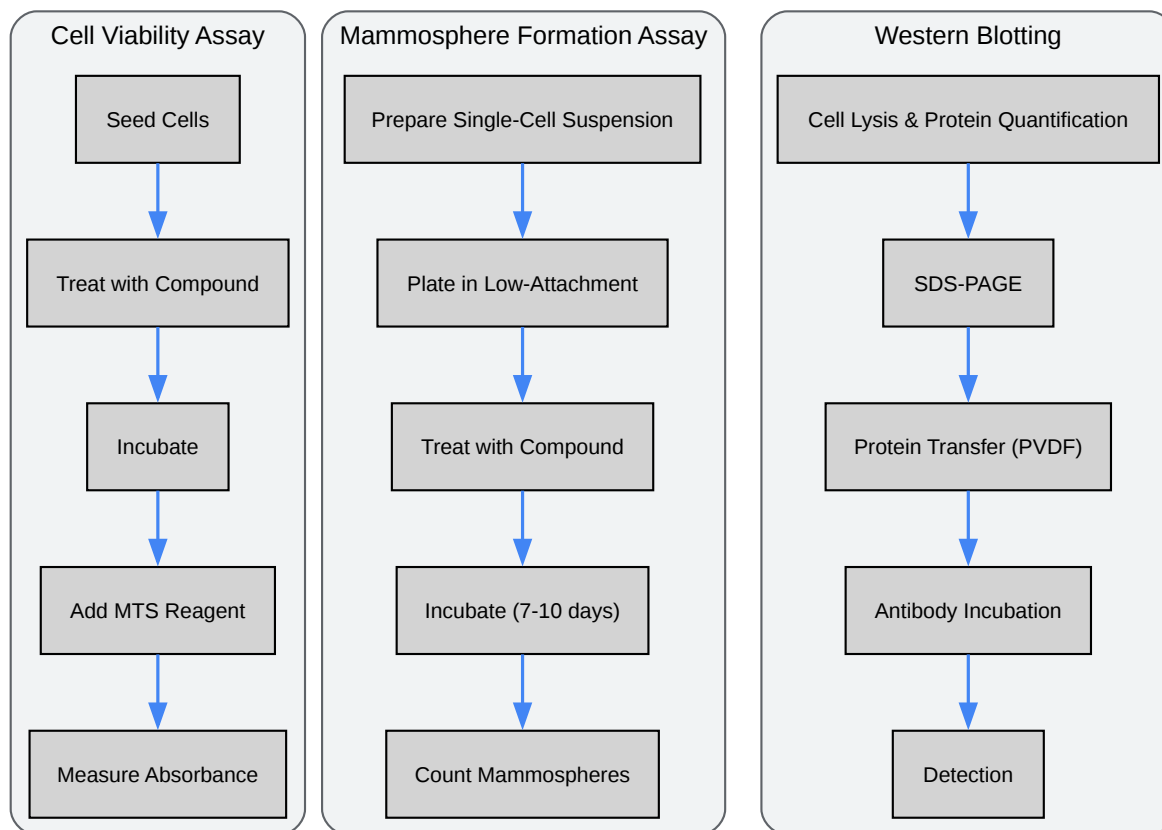 Cell Viability Assay
Seed Cells
Treat with Compound
Incubate
Add MTS Reagent
Measure Absorbance
Mammosphere Formation Assay
Prepare Single-Cell Suspension
Plate in Low-Attachment
Treat with Compound
Incubate (7-10 days)
Count Mammospheres
Western Blotting
Cell Lysis & Protein Quantification
SDS-PAGE
Protein Transfer (PVDF)
Antibody Incubation
Detection